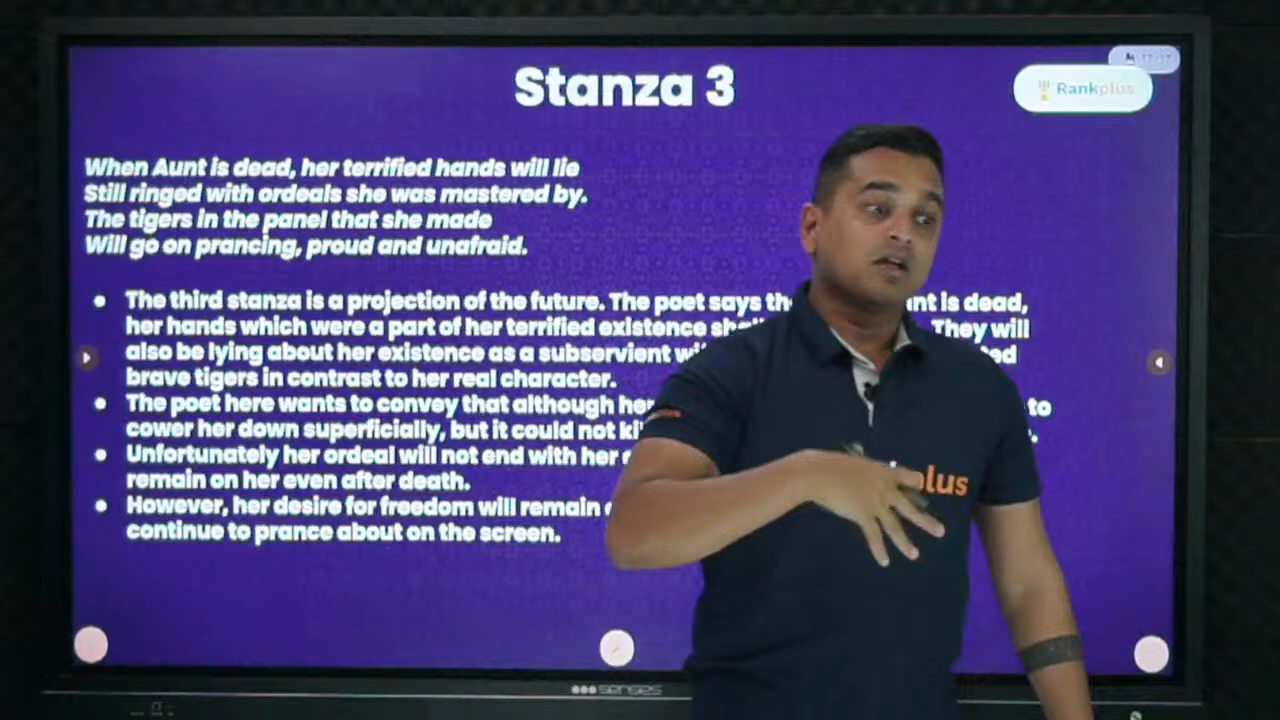 Stanza 3
Rankplus
When Aunt is dead, her terrified hands will lie
Still ringed with ordeals she was mastered by.
The tigers in the panel that she made
Will go on prancing, proud and unafraid.
• The third stanza is a projection of the future. The poet says is dead,
her hands which were a part of her terrified existence They will
also be lying about her existence as a subservient
brave tigers in contrast to her real character.
• The poet here wants to convey that although to
cower her down superficially, but it could not
• Unfortunately her ordeal will not end with her
remain on her even after death.
• However, her desire for freedom will remain
continue to prance about on the screen.
plus
senses